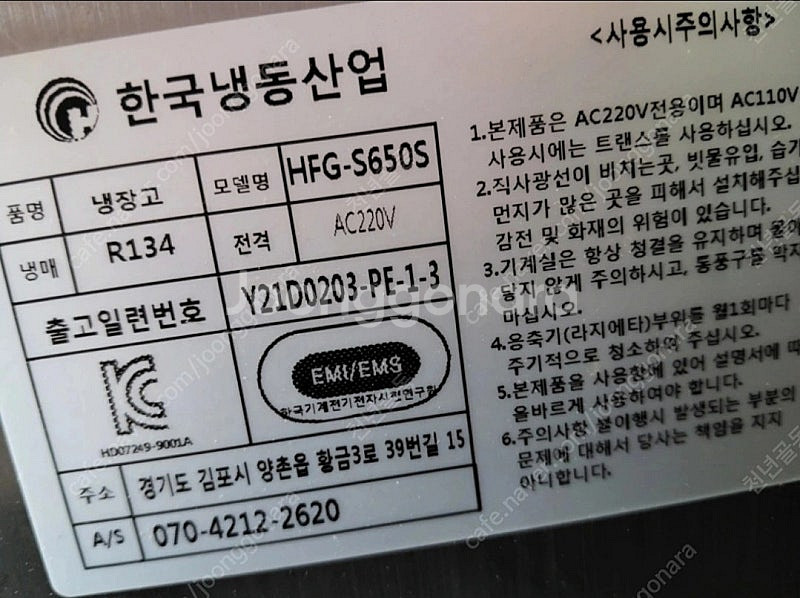 한국냉동산업
품명 냉장고 모델명 HFG-S650S
냉매 R134 전격 AC220V
출고일련번호 Y21D0203-PE-1-3
HD07249-9001A
EMI/EMS
한국기계전기전자시험연구원
주소 경기도 김포시 양촌읍 황금3로 39번길 15
A/S 070-4212-2620
<사용시주의사항>
1.본제품은 AC220V전용이며 AC110V
사용시에는 트랜스를 사용하십시오.
2.직사광선이 비치는곳, 빗물유입, 습기
먼지가 많은 곳을 피해서 설치해주십
감전 및 화재의 위험이 있습니다.
3.기계실은 항상 청결을 유지하며 물에
닿지 않게 주의하시고, 통풍구를 막지
마십시오.
4.응축기(라지에타)부위를 월1회마다
주기적으로 청소하여 주십시오.
5.본제품을 사용함에 있어 설명서에 따
올바르게 사용하여야 합니다.
6.주의사항 불이행시 발생되는 부분의
문제에 대해서 당사는 책임을 지지
아니합니다.
Joonggonara
cafe.naver.com/joonggonara